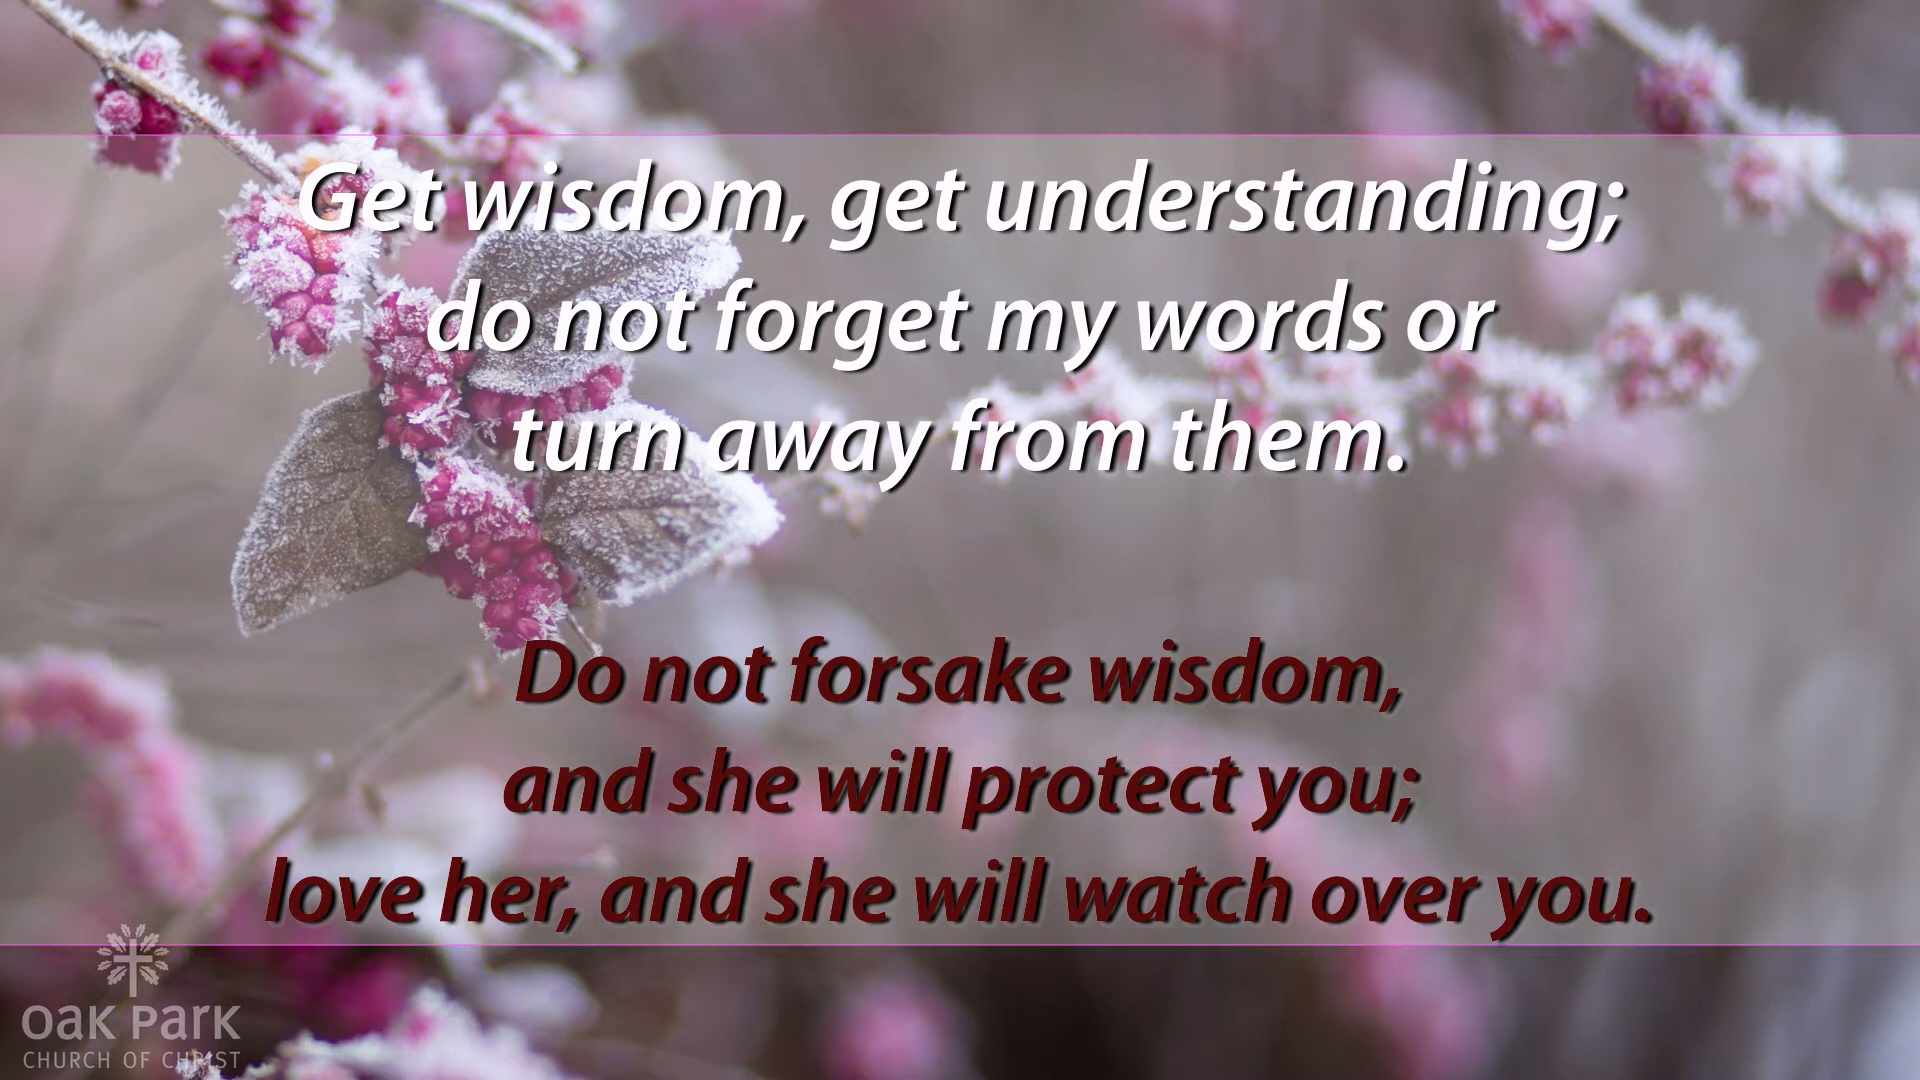 Get wisdom, get understanding;
do not forget my words or
turn away from them.
Do not forsake wisdom,
and she will protect you;
love her, and she will watch over you.
Oak Park
CHURCH OF CHRIST